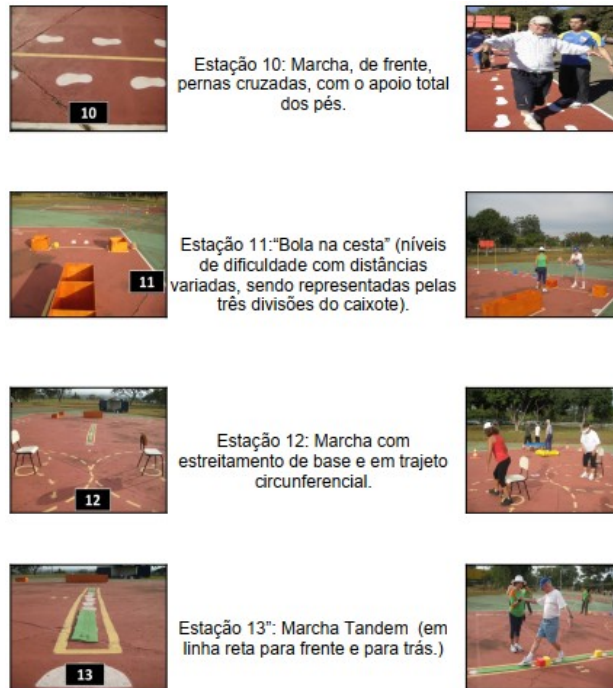 Estação 10: Marcha, de frente,
pernas cruzadas, com o apoio total
dos pés.
10
Estação 11:“Bola na cesta” (níveis
de dificuldade com distâncias
variadas, sendo representadas pelas
três divisões do caixote).
11
Estação 12: Marcha com
estreitamento de base e em trajeto
circunferencial.
12
Estação 13”: Marcha Tandem (em
linha reta para frente e para trás.)
13